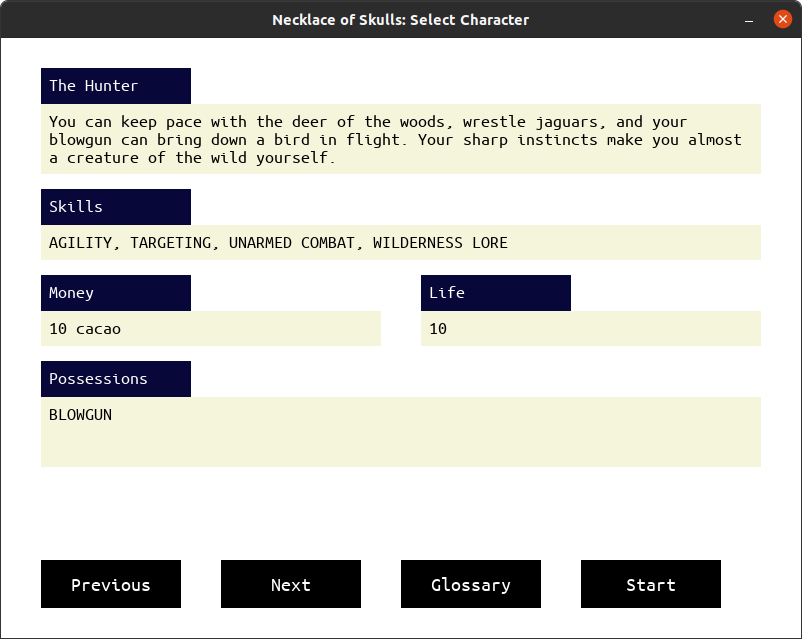 Necklace of Skulls: Select Character
The Hunter
You can keep pace with the deer of the woods, wrestle jaguars, and your
blowgun can bring down a bird in flight. Your sharp instincts make you almost
a creature of the wild yourself.
Skills
AGILITY, TARGETING, UNARMED COMBAT, WILDERNESS LORE
Money
10 cacao
Life
10
Possessions
BLOWGUN
Previous
Next
Glossary
Start